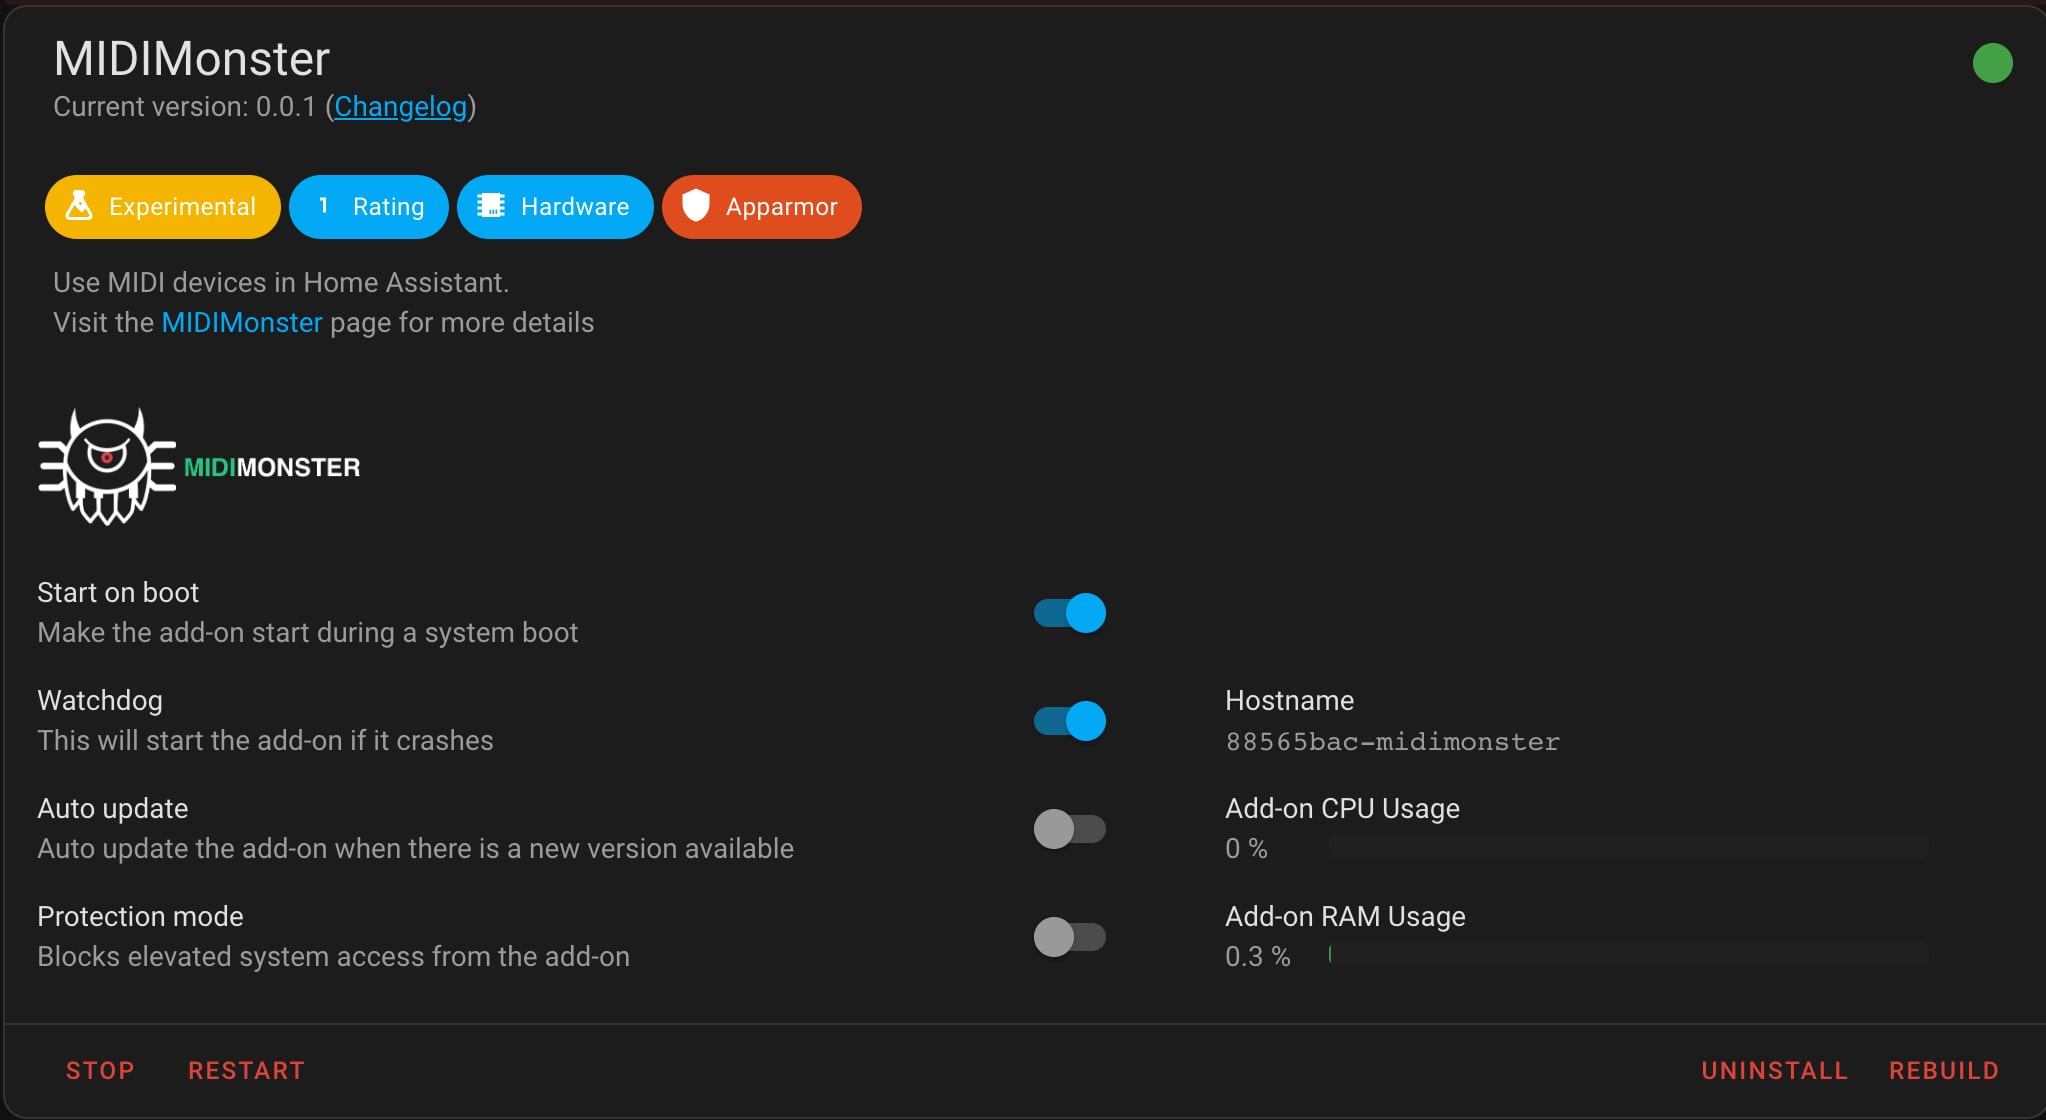 MIDIMonster
Current version: 0.0.1 (Changelog)
Experimental
1 Rating
Hardware
Apparmor
Use MIDI devices in Home Assistant.
Visit the MIDIMonster page for more details
MIDIMONSTER
Start on boot
Make the add-on start during a system boot
Watchdog
This will start the add-on if it crashes
Hostname
88565bac-midimonster
Auto update
Auto update the add-on when there is a new version available
Add-on CPU Usage
0 %
Protection mode
Blocks elevated system access from the add-on
Add-on RAM Usage
0.3 %
STOP
RESTART
UNINSTALL
REBUILD